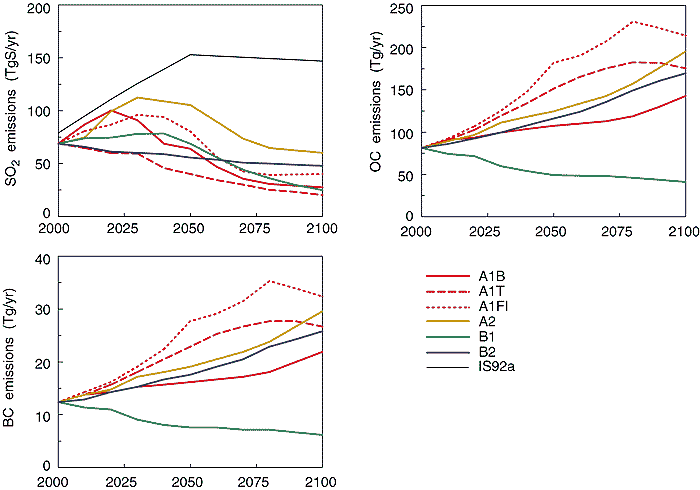 SO2 emissions (TgS/yr)
200
150
100
50
0
2000 2025 2050 2075 2100
OC emissions (Tg/yr)
250
200
150
100
50
0
2000 2025 2050 2075 2100
BC emissions (Tg/yr)
40
30
20
10
0
2000 2025 2050 2075 2100
A1B
A1T
A1FI
A2
B1
B2
IS92a